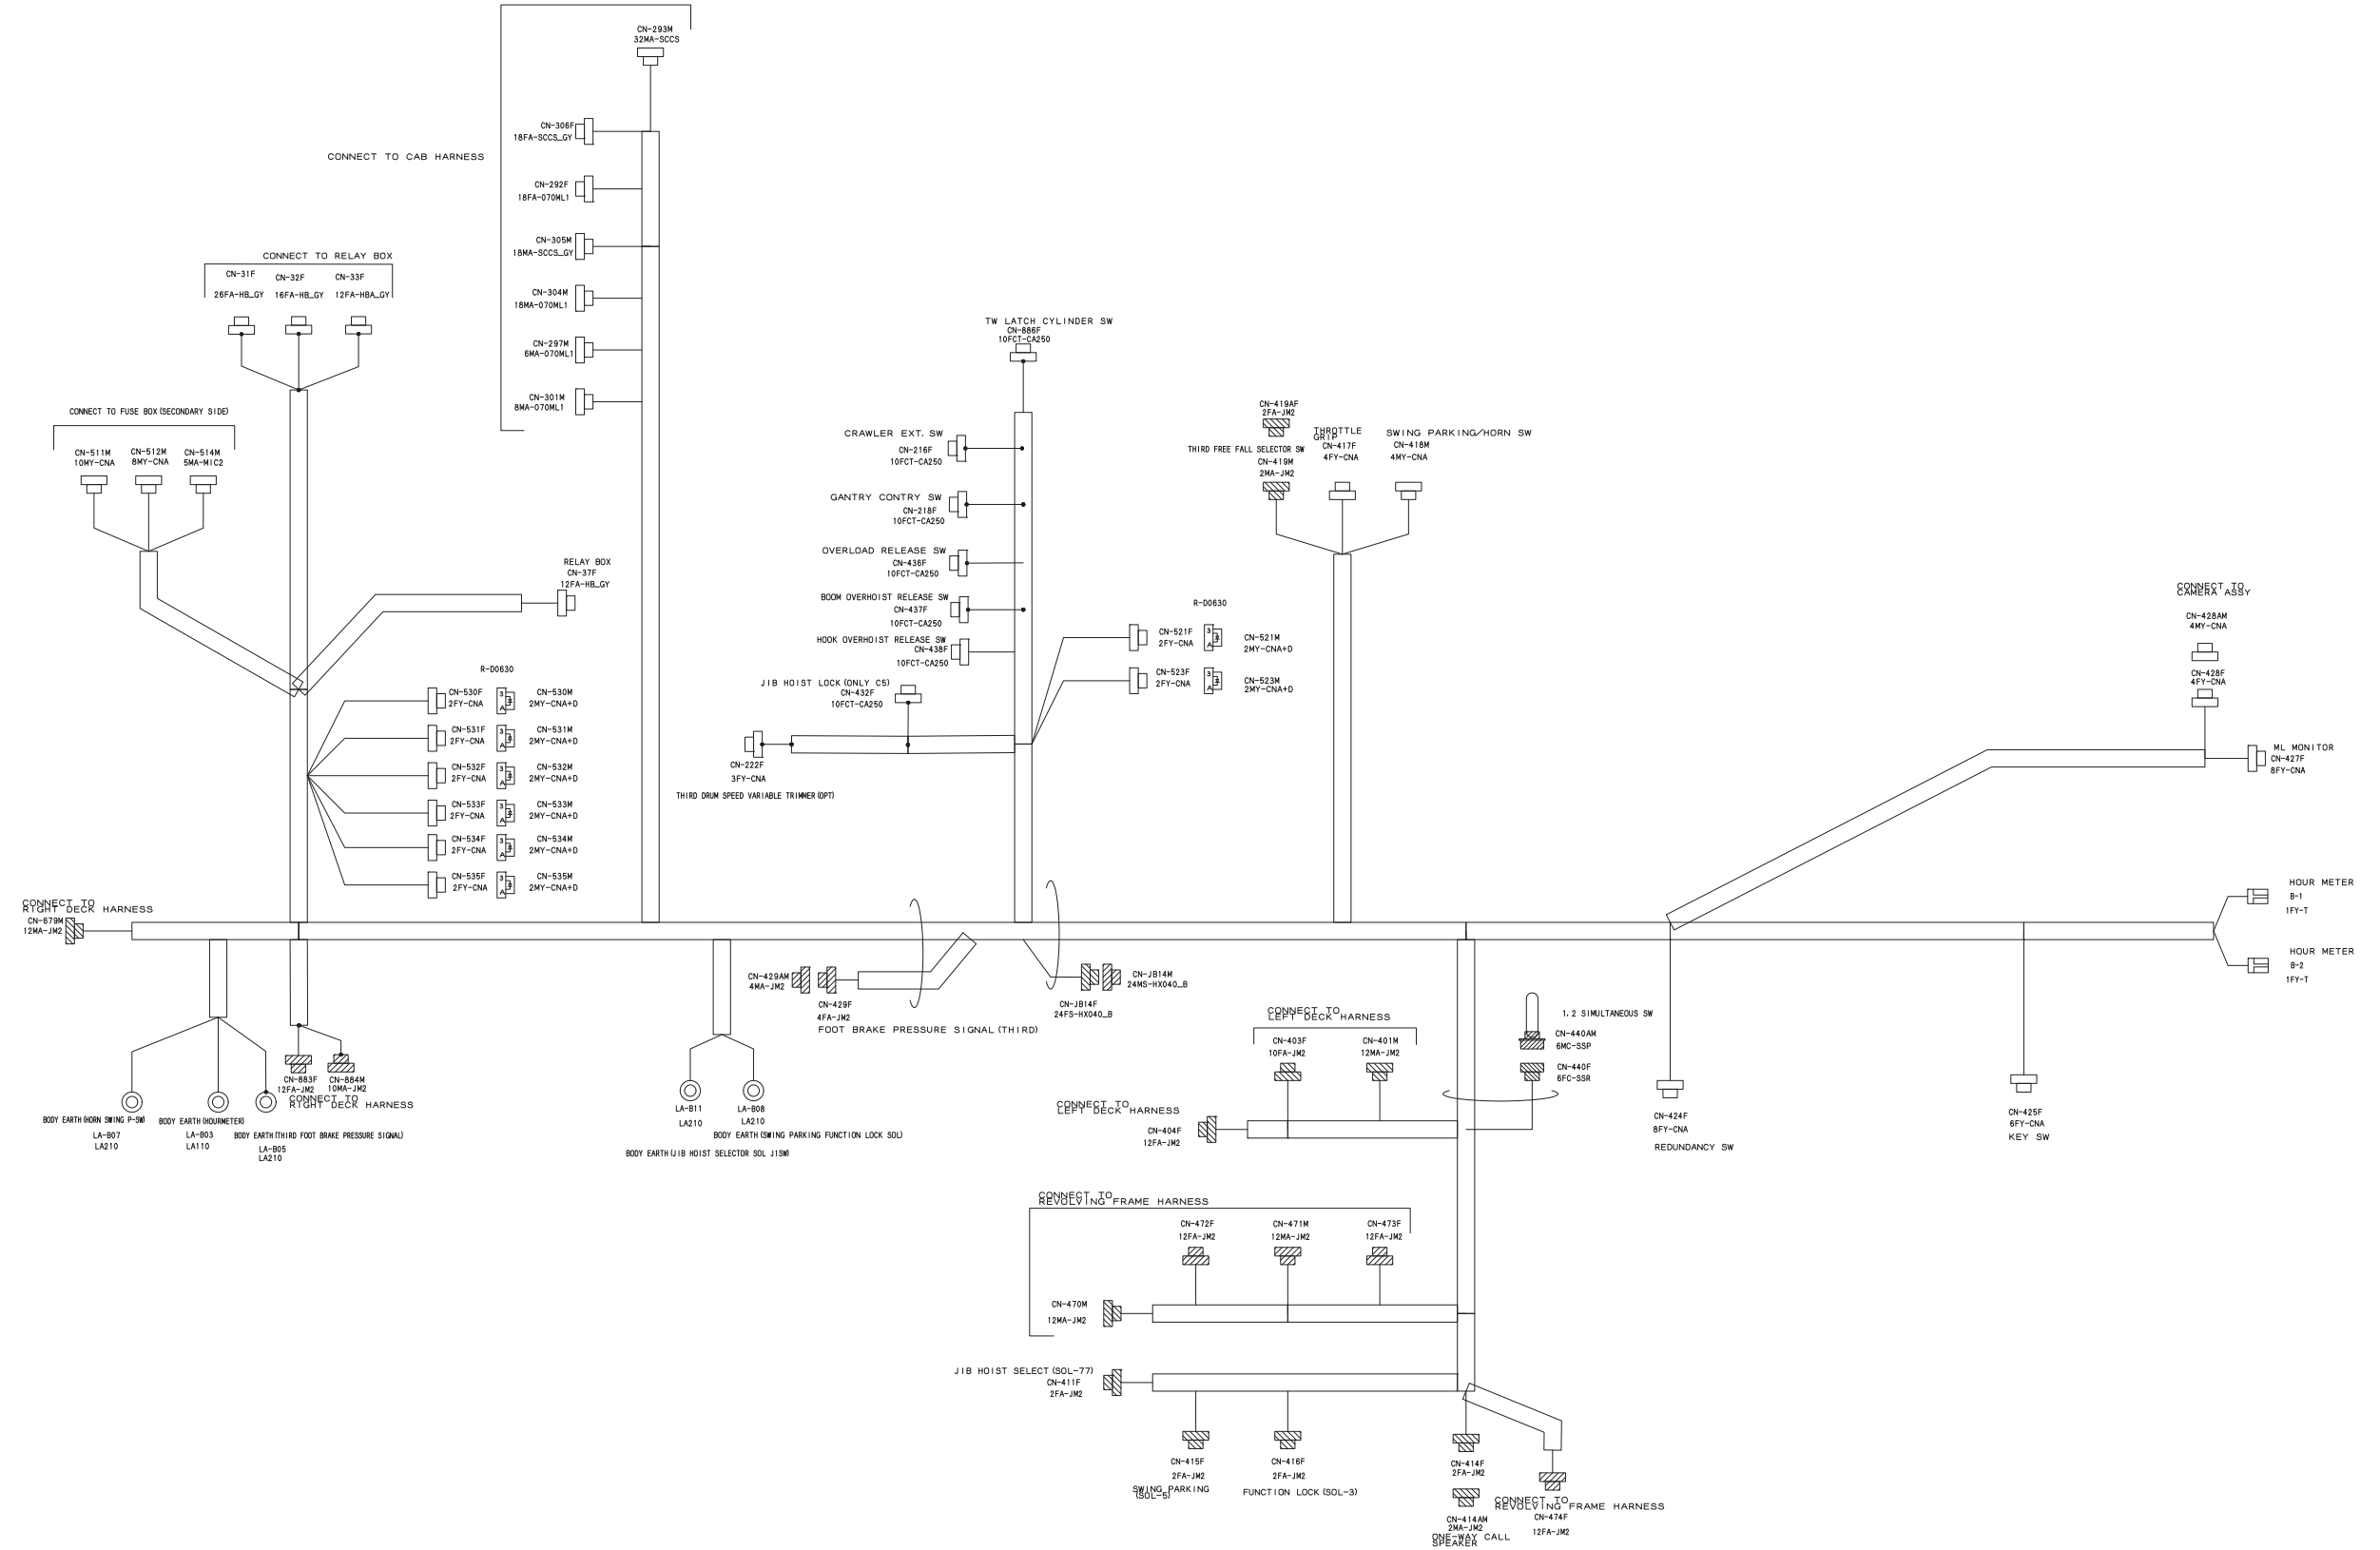 CN-293M
32MA-SCCS
CN-306F
18FA-SCCS_GY
CONNECT TO CAB HARNESS
CN-292F
18FA-070ML1
CN-305M
18MA-SCCS_GY
CN-304M
18MA-070ML1
CN-297M
6MA-070ML1
CN-301M
8MA-070ML1
CONNECT TO RELAY BOX
CN-31F
CN-32F
CN-33F
26FA-HB_GY
16FA-HB_GY
12FA-HBA_GY
CONNECT TO FUSE BOX(SECONDARY SIDE)
CN-511M
10MY-CNA
CN-512M
8MY-CNA
CN-514M
5MA-MIC2
RELAY BOX
CN-37F
12FA-HB_GY
R-D0630
CN-530F
2FY-CNA
3
A
CN-530M
2MY-CNA+D
CN-531F
2FY-CNA
3
A
CN-531M
2MY-CNA+D
CN-532F
2FY-CNA
3
A
CN-532M
2MY-CNA+D
CN-533F
2FY-CNA
3
A
CN-533M
2MY-CNA+D
CN-534F
2FY-CNA
3
A
CN-534M
2MY-CNA+D
CN-535F
2FY-CNA
3
A
CN-535M
2MY-CNA+D
TW LATCH CYLINDER SW
CN-886F
10FCT-CA250
CRAWLER EXT. SW
CN-216F
10FCT-CA250
GANTRY CONTRY SW
CN-218F
10FCT-CA250
OVERLOAD RELEASE SW
CN-436F
10FCT-CA250
BOOM OVERHOIST RELEASE SW
CN-437F
10FCT-CA250
HOOK OVERHOIST RELEASE SW
CN-438F
10FCT-CA250
JIB HOIST LOCK(ONLY C5)
CN-432F
10FCT-CA250
CN-222F
3FY-CNA
THIRD DRUM SPEED VARIABLE TRIMMER(OPT)
R-D0630
CN-521F
2FY-CNA
3
A
CN-521M
2MY-CNA+D
CN-523F
2FY-CNA
3
A
CN-523M
2MY-CNA+D
CN-419AF
2FA-JM2
THIRD FREE FALL SELECTOR SW
CN-419M
2MA-JM2
THROTTLE
GRIP
CN-417F
4FY-CNA
SWING PARKING/HORN SW
CN-418M
4MY-CNA
CONNECT TO
CAMERA ASSY
CN-428AM
4MY-CNA
CN-428F
4FY-CNA
ML MONITOR
CN-427F
8FY-CNA
HOUR METER
B-1
1FY-T
HOUR METER
B-2
1FY-T
CONNECT TO
RIGHT DECK HARNESS
CN-679M
12MA-JM2
BODY EARTH(HORN SWING P-SW)
LA-B07
LA210
BODY EARTH(HOURMETER)
LA-B03
LA110
BODY EARTH(THIRD FOOT BRAKE PRESSURE SIGNAL)
LA-B05
LA210
CN-883F
12FA-JM2
CN-884M
10MA-JM2
CONNECT TO
RIGHT DECK HARNESS
LA-B11
LA210
LA-B08
LA210
BODY EARTH(SWING PARKING FUNCTION LOCK SOL)
BODY EARTH(JIB HOIST SELECTOR SOL J1SW)
CN-429AM
4MA-JM2
CN-429F
4FA-JM2
FOOT BRAKE PRESSURE SIGNAL(THIRD)
CN-JB14F
24FS-HX040_B
CN-JB14M
24MS-HX040_B
CONNECT TO
LEFT DECK HARNESS
CN-403F
10FA-JM2
CN-401M
12MA-JM2
CONNECT TO
LEFT DECK HARNESS
CN-404F
12FA-JM2
1.2 SIMULTANEOUS SW
CN-440AM
6MC-SSP
CN-440F
6FC-SSR
CN-424F
8FY-CNA
REDUNDANCY SW
CN-425F
6FY-CNA
KEY SW
CONNECT TO
REVOLVING FRAME HARNESS
CN-472F
12FA-JM2
CN-471M
12MA-JM2
CN-473F
12FA-JM2
CN-470M
12MA-JM2
JIB HOIST SELECT(SOL-77)
CN-411F
2FA-JM2
CN-415F
2FA-JM2
SWING PARKING
(SOL-5)
CN-416F
2FA-JM2
FUNCTION LOCK(SOL-3)
CN-414F
2FA-JM2
CN-414AM
2MA-JM2
ONE-WAY CALL
SPEAKER
CONNECT TO
REVOLVING FRAME HARNESS
CN-474F
12FA-JM2